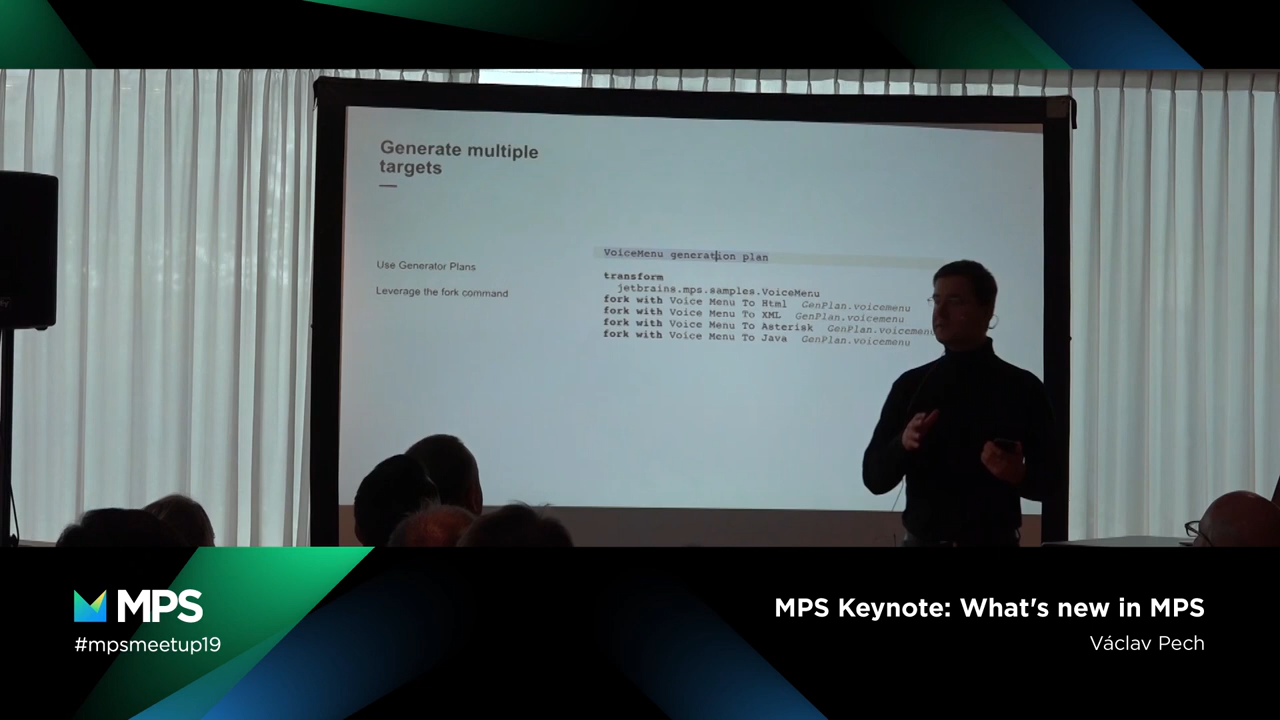 Generate multiple
targets
Use Generator Plans
Leverage the fork command
VoiceMenu generation plan
transform
jetbrains.mps.samples.VoiceMenu
fork with Voice Menu To Html GenPlan.voicemenu
fork with Voice Menu To XML GenPlan.voicemenu
fork with Voice Menu To Asterisk GenPlan.voicemenu
fork with Voice Menu To Java GenPlan.voicemenu
MPS
#mpsmeetup19
MPS Keynote: What's new in MPS
Václav Pech